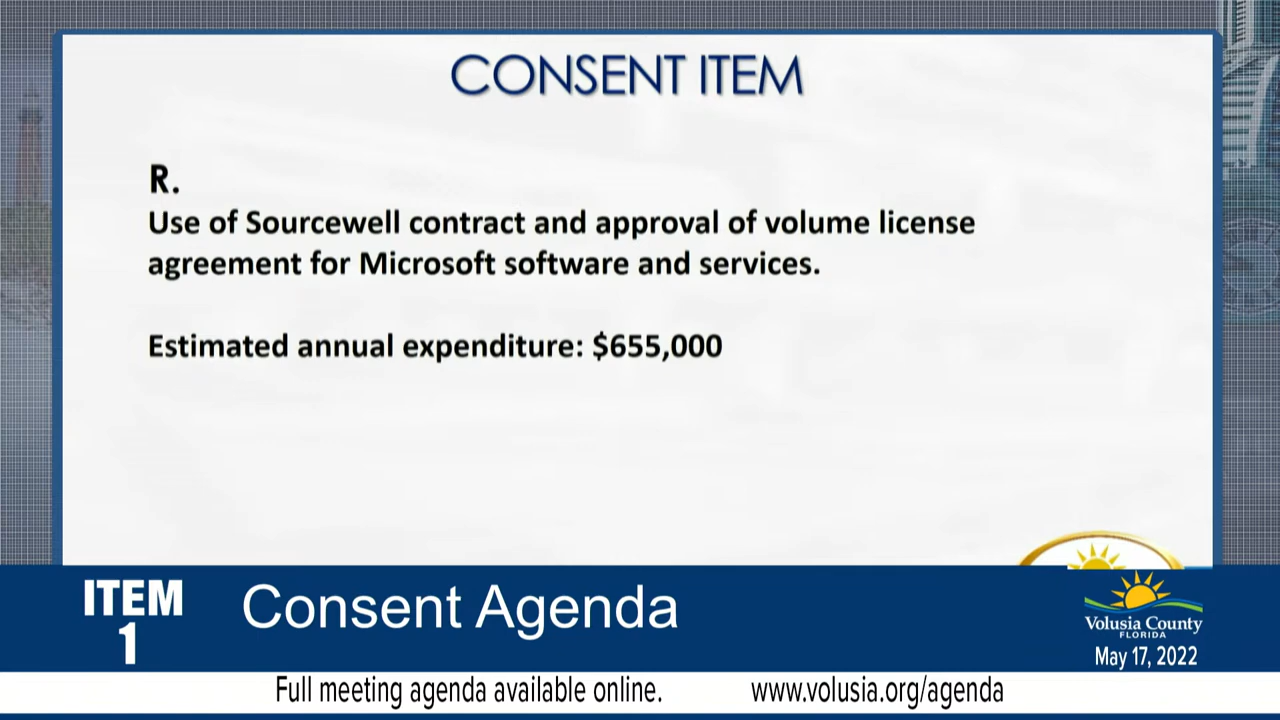 CONSENT ITEM
R.
Use of Sourcewell contract and approval of volume license
agreement for Microsoft software and services.
Estimated annual expenditure: $655,000
ITEM
1
Consent Agenda
Volusia County
FLORIDA
May 17, 2022
Full meeting agenda available online. www.volusia.org/agenda